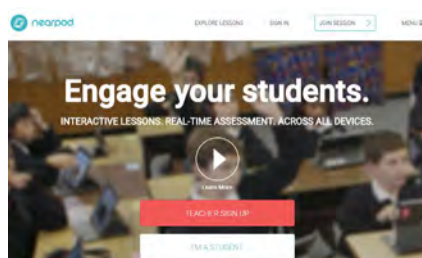 nearpod
EXPLORE LESSONS SIGN IN JOIN SESSION MENU
Engage your students.
INTERACTIVE LESSONS. REAL-TIME ASSESSMENT. ACROSS ALL DEVICES.
Learn More
TEACHER SIGN UP
I'M A STUDENT